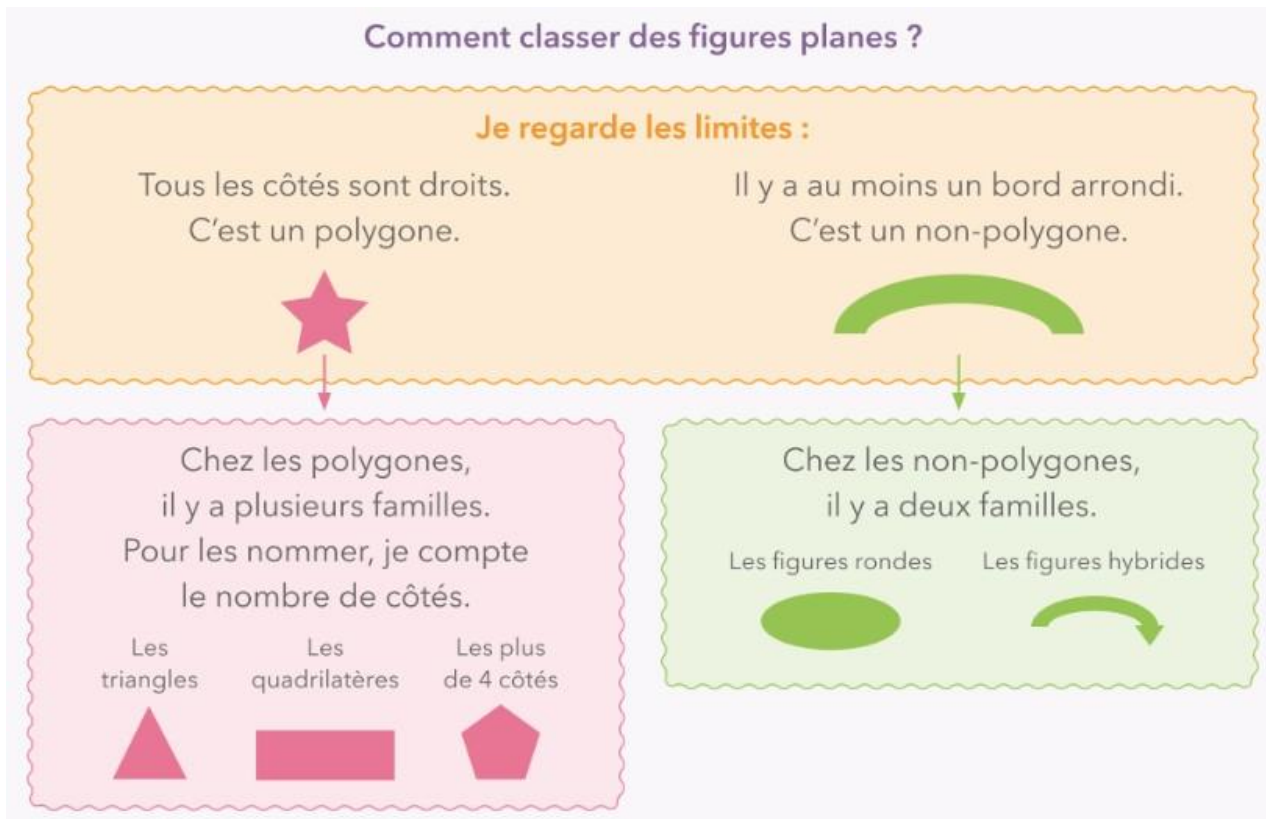 Comment classer des figures planes ?
Je regarde les limites :
Tous les côtés sont droits.
C'est un polygone.
Il y a au moins un bord arrondi.
C'est un non-polygone.
Chez les polygones,
il y a plusieurs familles.
Pour les nommer, je compte
le nombre de côtés.
Les
triangles
Les
quadrilatères
Les plus
de 4 côtés
Chez les non-polygones,
il y a deux familles.
Les figures rondes
Les figures hybrides